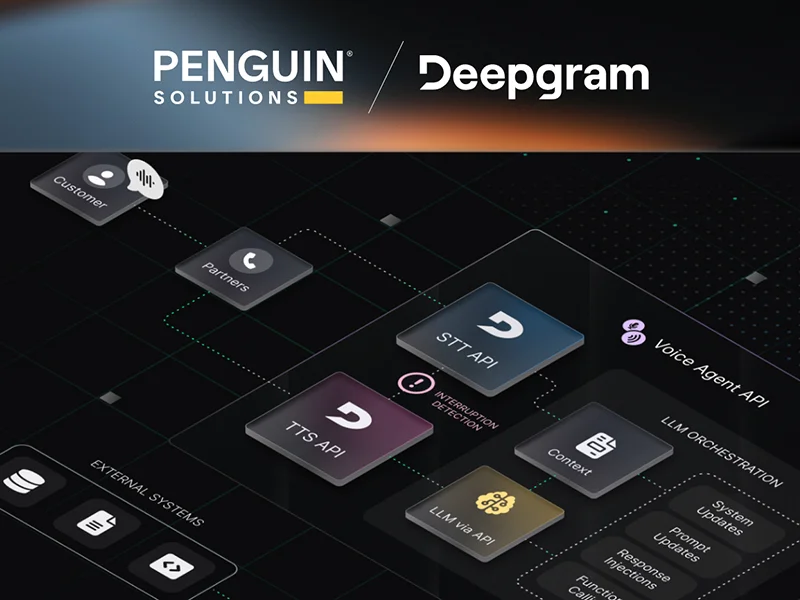 PENGUIN®
SOLUTIONS
Deepgram
Customer
Partners
STT API
Voice Agent API
INTERRUPTION
DETECTION
TTS API
LLM ORCHESTRATION
Context
EXTERNAL SYSTEMS
LLM via API
System
Updates
Prompt
Updates
Response
Injections